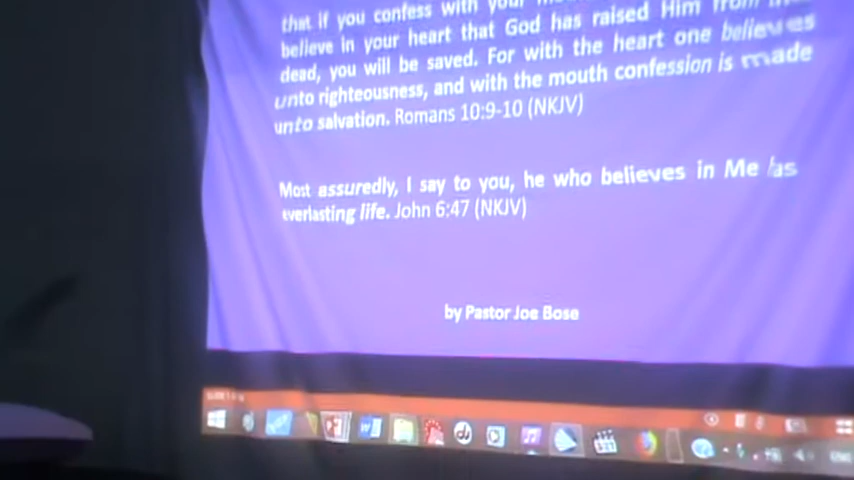 that if you confess with your
believe in your heart that God has raised Him from
dead, you will be saved. For with the heart one believes
unto righteousness, and with the mouth confession is made
unto salvation. Romans 10:9-10 (NKJV)
Most assuredly, I say to you, he who believes in Me has
everlasting life. John 6:47 (NKJV)
by Pastor Joe Bose